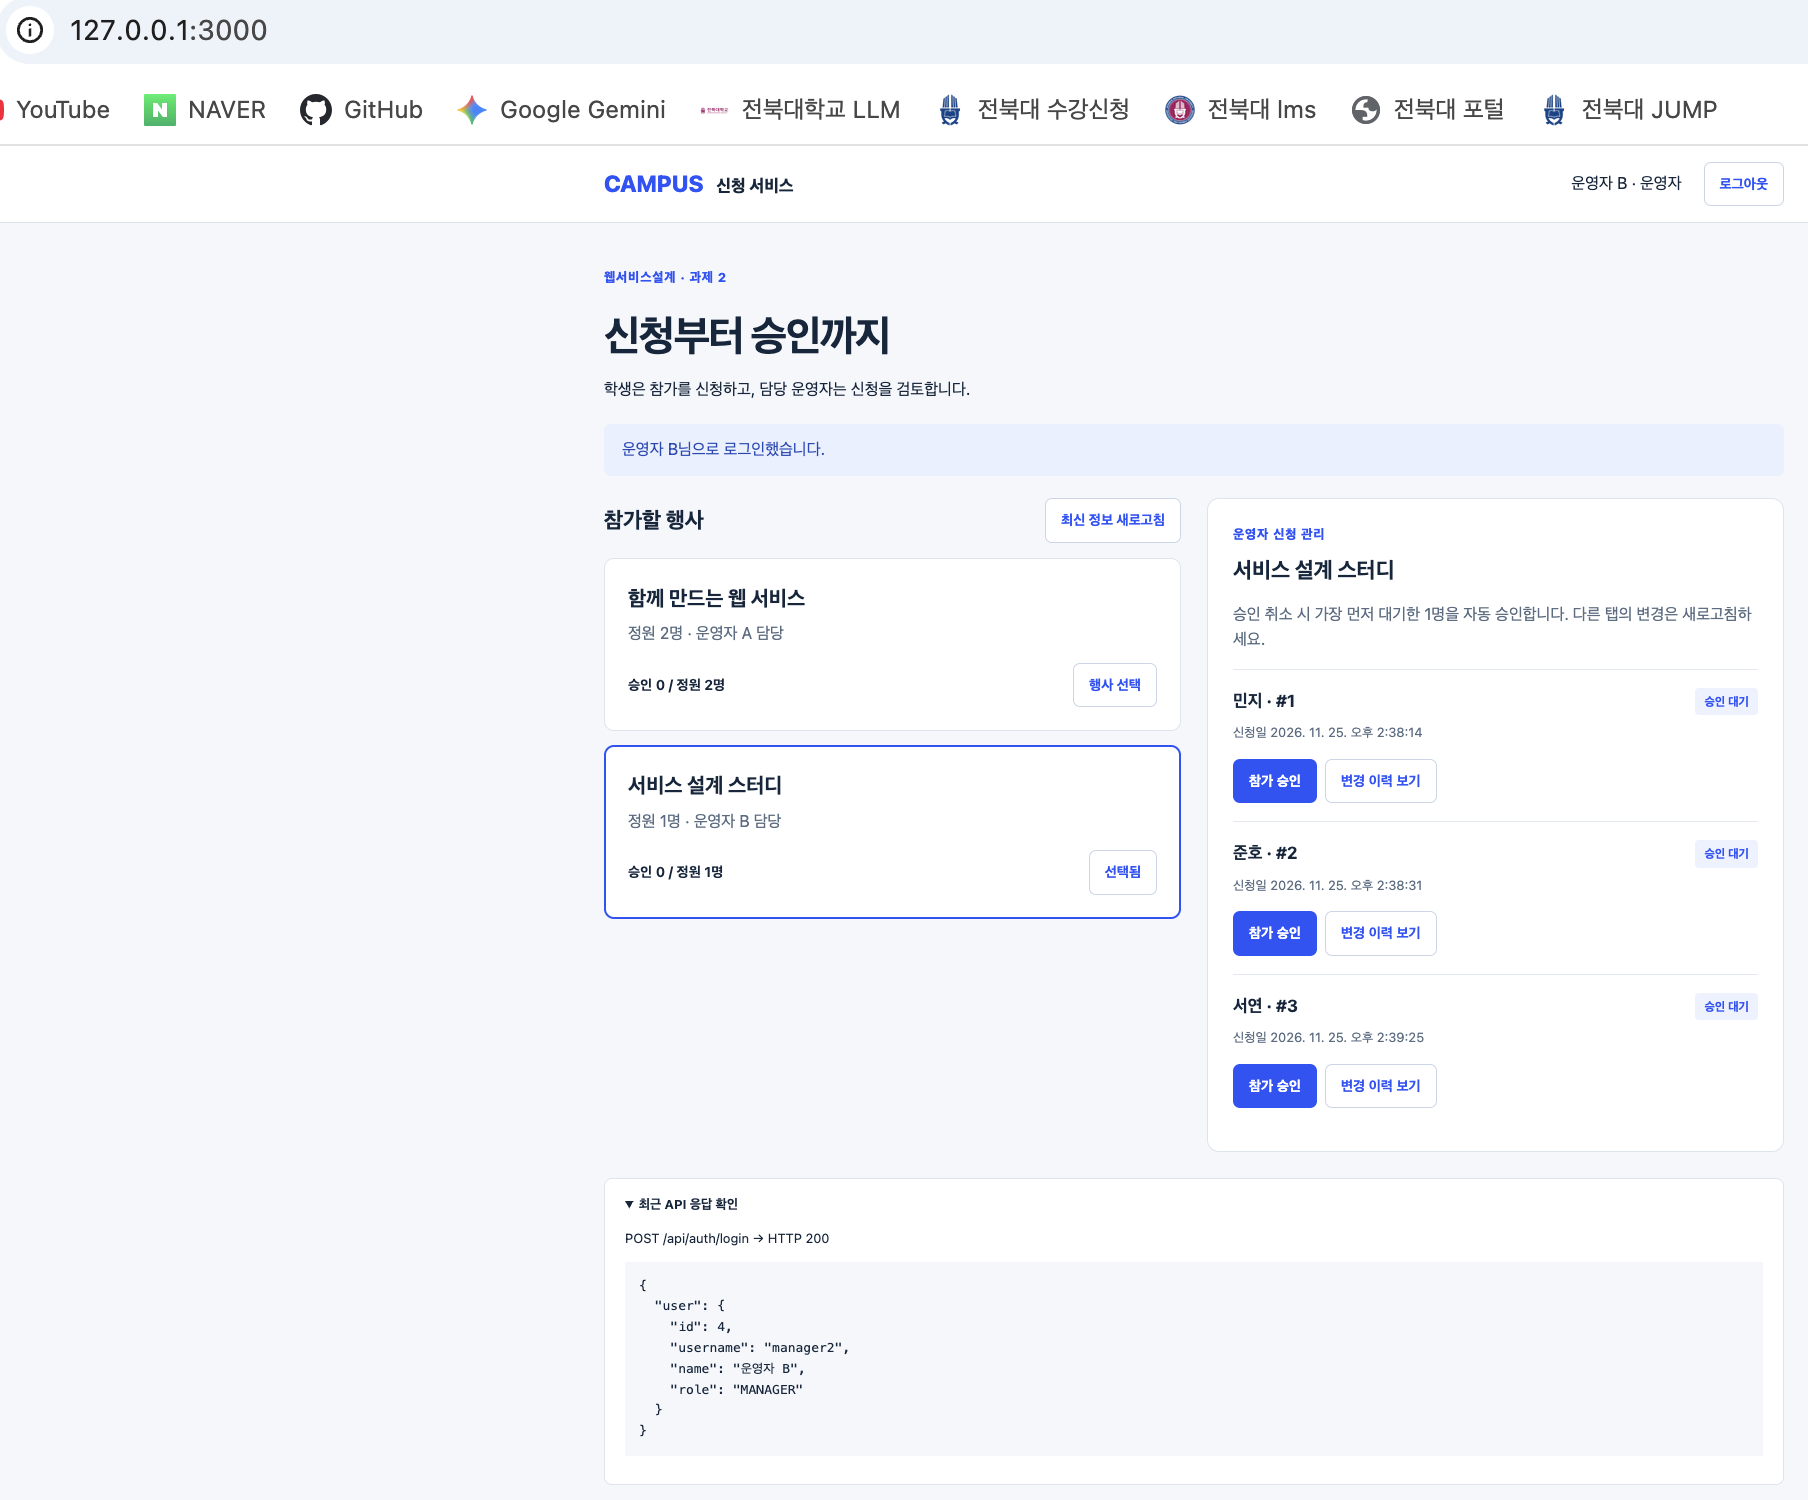 127.0.0.1:3000
YouTube
NAVER
GitHub
Google Gemini
전북대학교 LLM
전북대 수강신청
전북대 lms
전북대 포털
전북대 JUMP
CAMPUS 신청 서비스
운영자 B · 운영자
로그아웃
웹서비스설계 · 과제 2
신청부터 승인까지
학생은 참가를 신청하고, 담당 운영자는 신청을 검토합니다.
운영자 B님으로 로그인했습니다.
참가할 행사
최신 정보 새로고침
함께 만드는 웹 서비스
정원 2명 · 운영자 A 담당
승인 0 / 정원 2명
행사 선택
서비스 설계 스터디
정원 1명 · 운영자 B 담당
승인 0 / 정원 1명
선택됨
운영자 신청 관리
서비스 설계 스터디
승인 취소 시 가장 먼저 대기한 1명을 자동 승인합니다. 다른 탭의 변경은 새로고침하
세요.
민지 · #1
승인 대기
신청일 2026. 11. 25. 오후 2:38:14
참가 승인
변경 이력 보기
준호 · #2
승인 대기
신청일 2026. 11. 25. 오후 2:38:31
참가 승인
변경 이력 보기
서연 · #3
승인 대기
신청일 2026. 11. 25. 오후 2:39:25
참가 승인
변경 이력 보기
▼ 최근 API 응답 확인
POST /api/auth/login → HTTP 200
{
  "user": {
    "id": 4,
    "username": "manager2",
    "name": "운영자 B",
    "role": "MANAGER"
  }
}